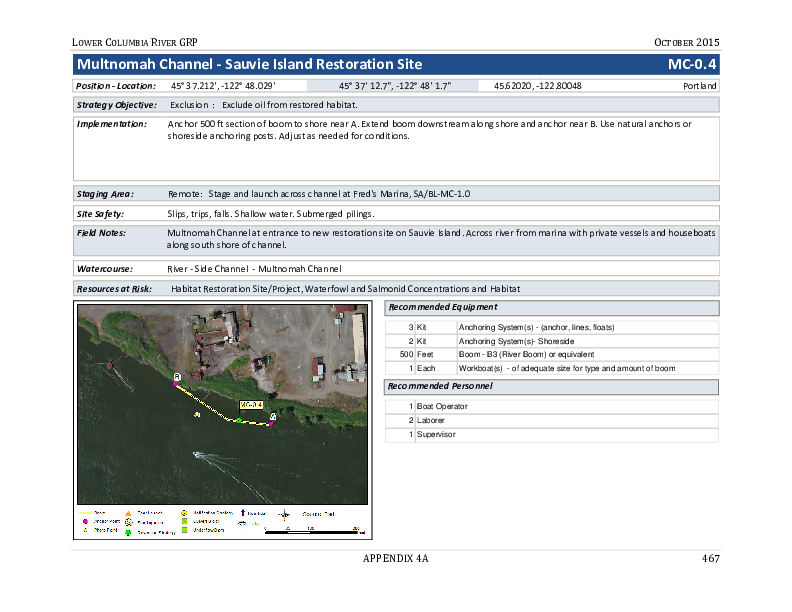 LOWER COLUMBIA RIVER GRP OCTOBER 2015
Multnomah Channel - Sauvie Island Restoration Site MC-0.4
Position - Location: 45° 37.212', -122° 48.029' 45° 37' 12.7", -122° 48' 1.7" 45.62020, -122.80048 Portland
Strategy Objective: Exclusion : Exclude oil from restored habitat.
Implementation: Anchor 500 ft section of boom to shore near A. Extend boom downstream along shore and anchor near B. Use natural anchors or
shoreside anchoring posts. Adjust as needed for conditions.
Staging Area: Remote: Stage and launch across channel at Fred's Marina, SA/BL-MC-1.0
Site Safety: Slips, trips, falls. Shallow water. Submerged pilings.
Field Notes: Multnomah Channel at entrance to new restoration site on Sauvie Island. Across river from marina with private vessels and houseboats
along south shore of channel.
Watercourse: River - Side Channel - Multnomah Channel
Resources at Risk: Habitat Restoration Site/Project, Waterfowl and Salmonid Concentrations and Habitat
Recommended Equipment
3 Kit Anchoring System(s) - (anchor, lines, floats)
2 Kit Anchoring System(s)- Shoreside
500 Feet Boom - B3 (River Boom) or equivalent
1 Each Workboat(s) - of adequate size for type and amount of boom
Recommended Personnel
1 Boat Operator
2 Laborer
1 Supervisor
B
MC-0.4
A
Anchor Point
Photo Point
APPENDIX 4A 467